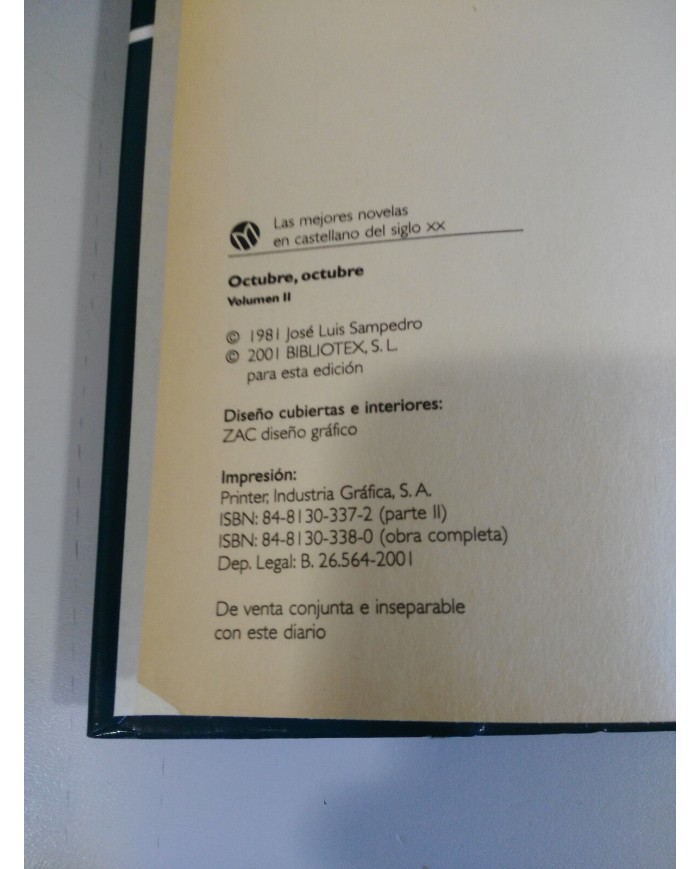 Las mejores novelas
en castellano del siglo XX
Octubre, octubre
Volumen II
© 1981 José Luis Sampedro
© 2001 BIBLIOTEX, S. L.
para esta edición
Diseño cubiertas e interiores:
ZAC diseño gráfico
Impresión:
Printer, Industria Gráfica, S. A.
ISBN: 84-8130-337-2 (parte II)
ISBN: 84-8130-338-0 (obra completa)
Dep. Legal: B. 26.564-2001
De venta conjunta e inseparable
con este diario